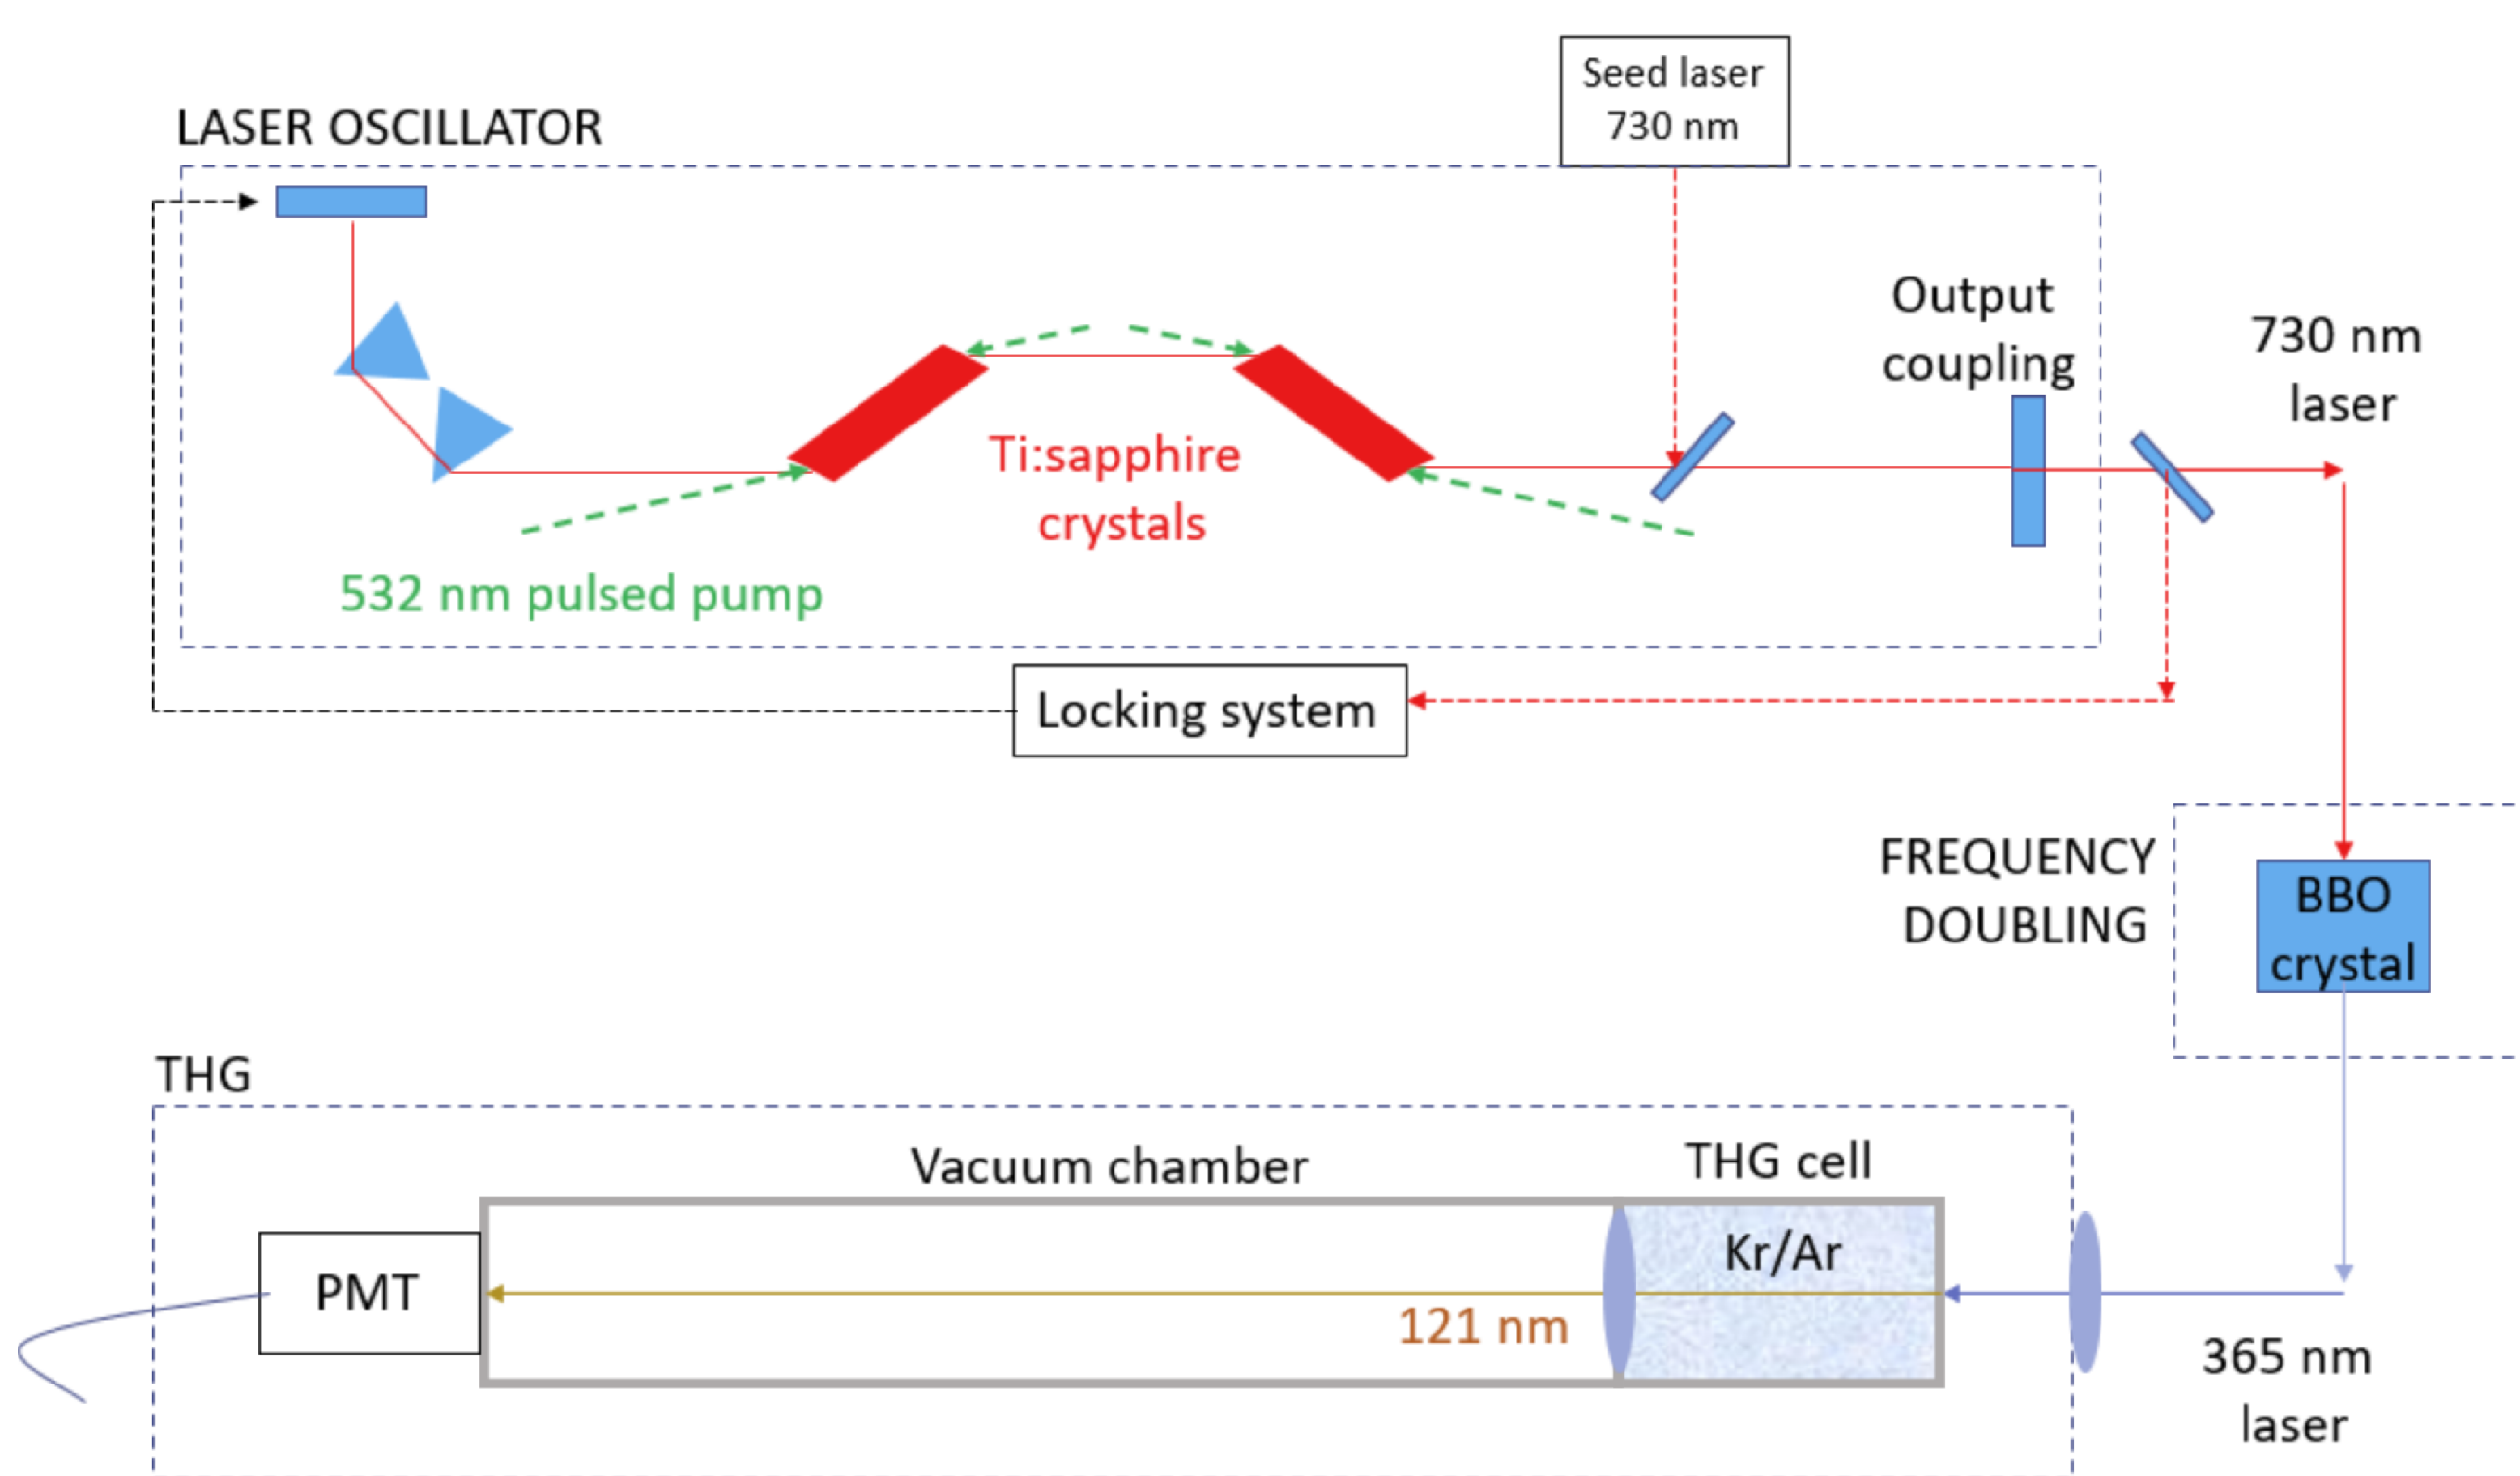 Seed laser
730 nm
LASER OSCILLATOR
Output
coupling
730 nm
laser
Ti:sapphire
crystals
532 nm pulsed pump
Locking system
FREQUENCY
DOUBLING
BBO
crystal
THG
Vacuum chamber
THG cell
Kr/Ar
PMT
121 nm
365 nm
laser